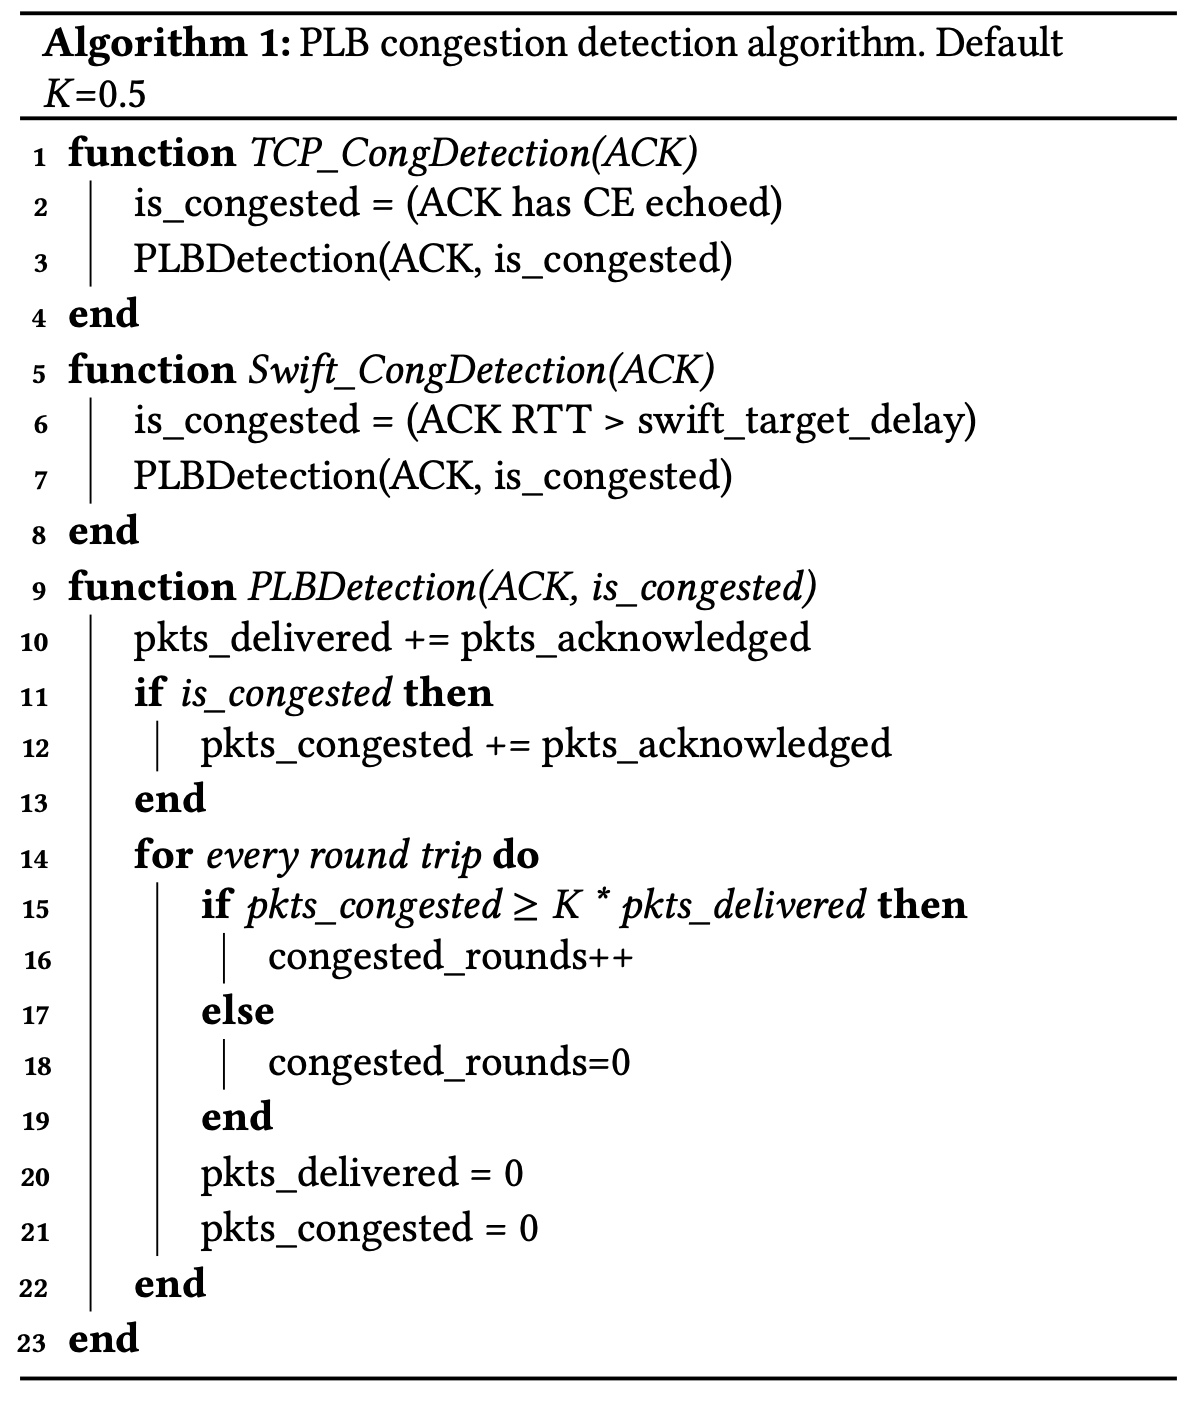 Algorithm 1: PLB congestion detection algorithm. Default
K=0.5
1 function TCP_CongDetection(ACK)
2 is_congested = (ACK has CE echoed)
3 PLBDetection(ACK, is_congested)
4 end
5 function Swift_CongDetection(ACK)
6 is_congested = (ACK RTT > swift_target_delay)
7 PLBDetection(ACK, is_congested)
8 end
9 function PLBDetection(ACK, is_congested)
10 pkts_delivered += pkts_acknowledged
11 if is_congested then
12 pkts_congested += pkts_acknowledged
13 end
14 for every round trip do
15 if pkts_congested ≥ K * pkts_delivered then
16 congested_rounds++
17 else
18 congested_rounds=0
19 end
20 pkts_delivered = 0
21 pkts_congested = 0
22 end
23 end